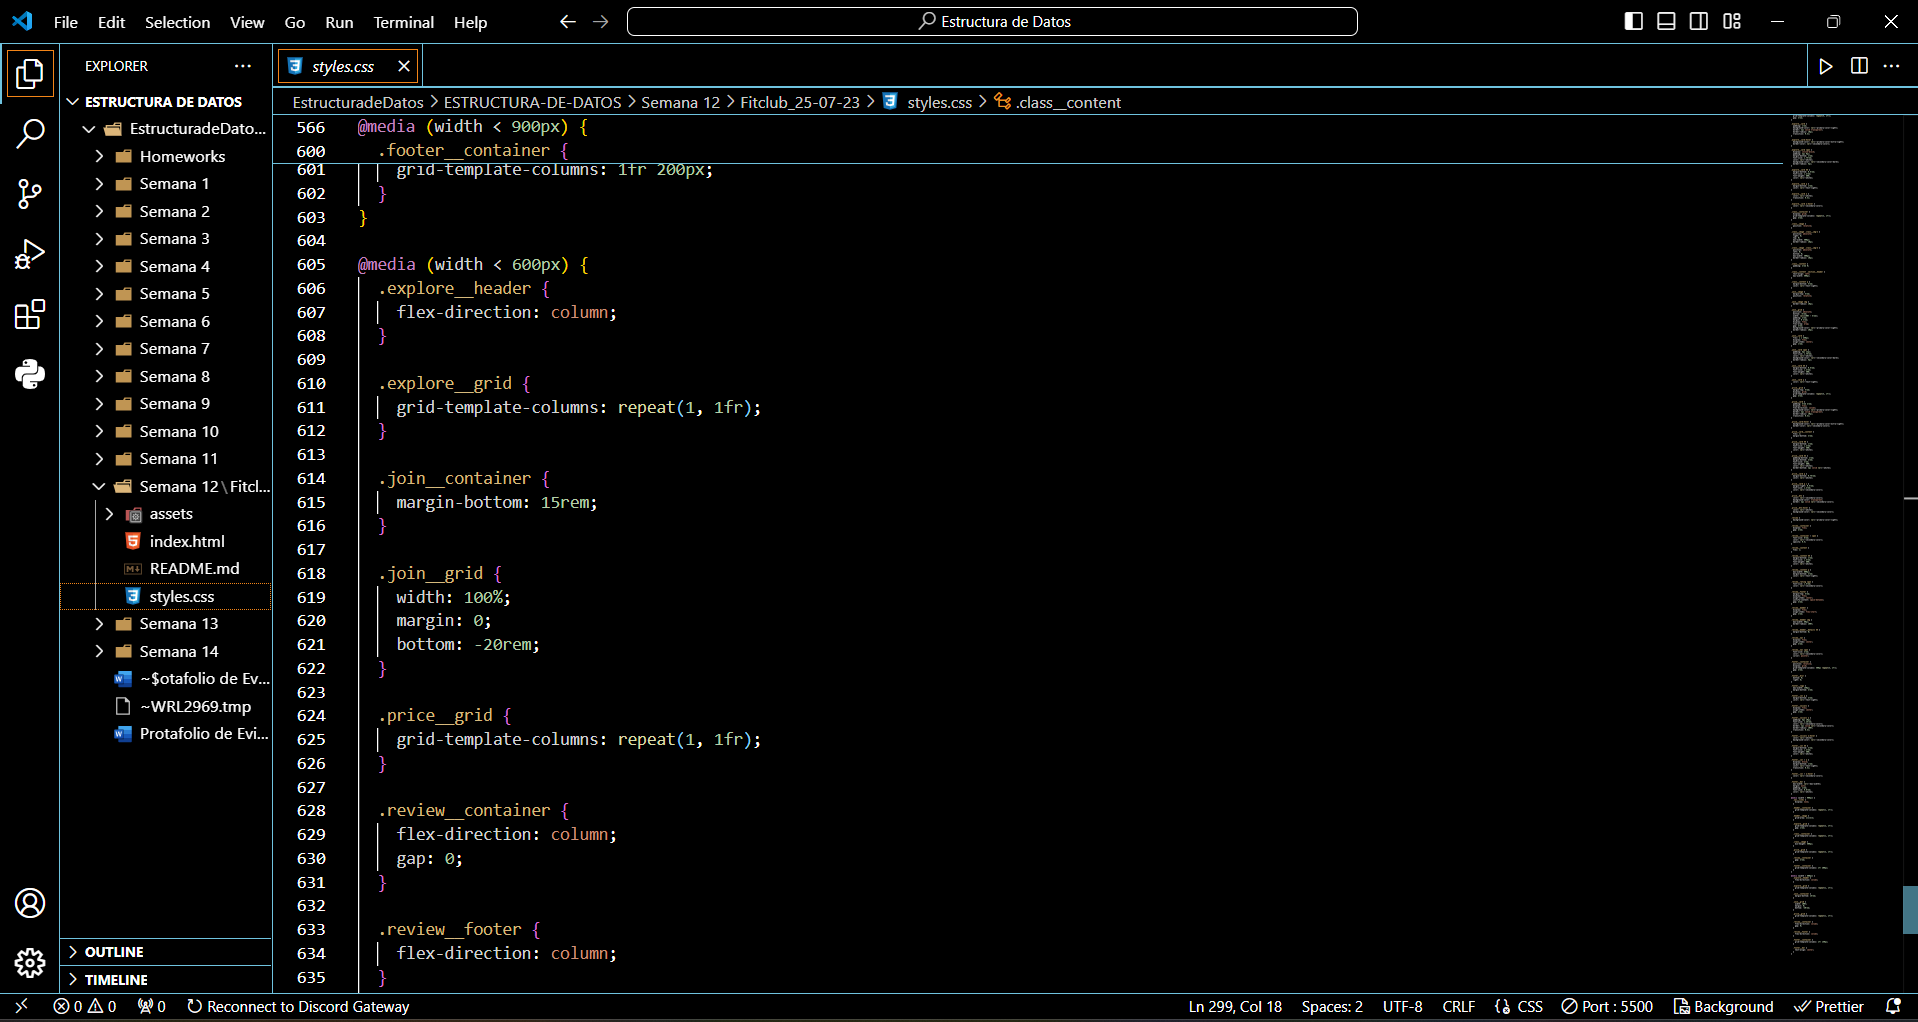 File Edit Selection View Go Run Terminal Help
Estructura de Datos
EXPLORER
ESTRUCTURA DE DATOS
EstructuradeDato...
Homeworks
Semana 1
Semana 2
Semana 3
Semana 4
Semana 5
Semana 6
Semana 7
Semana 8
Semana 9
Semana 10
Semana 11
Semana 12\Fitcl...
assets
index.html
README.md
styles.css
Semana 13
Semana 14
~$otafolio de Ev...
~WRL2969.tmp
Protafolio de Evi...
OUTLINE
TIMELINE
styles.css
EstructuradeDatos > ESTRUCTURA-DE-DATOS > Semana 12 > Fitclub_25-07-23 > styles.css > .class__content
566 @media (width < 900px) {
600 .footer__container {
601 grid-template-columns: 1fr 200px;
602 }
603 }
604
605 @media (width < 600px) {
606 .explore__header {
607 flex-direction: column;
608 }
609
610 .explore__grid {
611 grid-template-columns: repeat(1, 1fr);
612 }
613
614 .join__container {
615 margin-bottom: 15rem;
616 }
617
618 .join__grid {
619 width: 100%;
620 margin: 0;
621 bottom: -20rem;
622 }
623
624 .price__grid {
625 grid-template-columns: repeat(1, 1fr);
626 }
627
628 .review__container {
629 flex-direction: column;
630 gap: 0;
631 }
632
633 .review__footer {
634 flex-direction: column;
635 }
0 0 0 Reconnect to Discord Gateway Ln 299, Col 18 Spaces: 2 UTF-8 CRLF CSS Port : 5500 Background Prettier